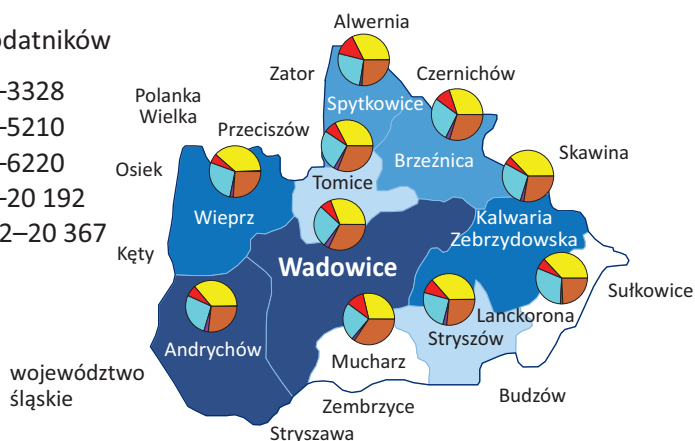 Alwernia
odatników
Zator
Czernichów
–3328
Polanka
Wielka
Spytkowice
–5210
Przeciszów
–6220
Brzeźnica
Skawina
Osiek
Tomice
–20 192
Wieprz
Kalwaria
Zebrzydowska
2–20 367
Kęty
Wadowice
Sułkowice
Lanckorona
Stryszów
Andrychów
Mucharz
województwo
śląskie
Budzów
Zembrzyce
Stryszawa